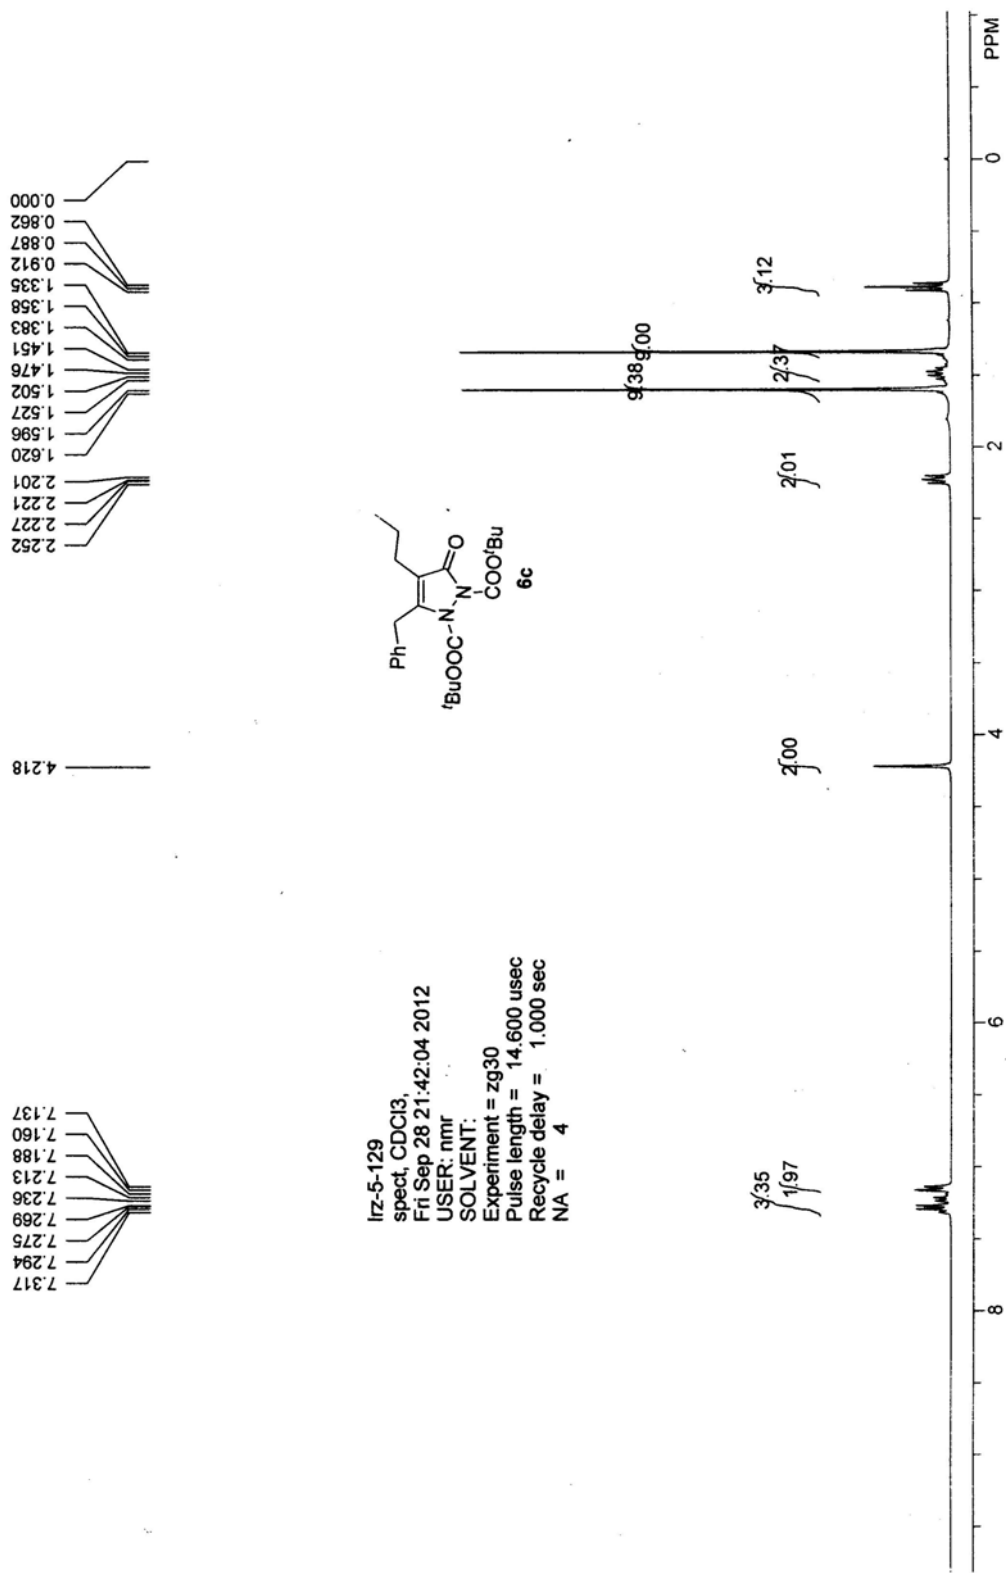 7.317
7.294
7.275
7.269
7.236
7.213
7.188
7.160
7.137
4.218
2.252
2.227
2.221
2.201
1.620
1.596
1.527
1.502
1.476
1.451
1.383
1.358
1.335
0.912
0.887
0.862
0.000
lrz-5-129
spect, CDCl3,
Fri Sep 28 21:42:04 2012
USER: nmr
SOLVENT:
Experiment = zg30
Pulse length = 14.600 usec
Recycle delay = 1.000 sec
NA = 4
Ph
O
N
N
tBuOOC
COOtBu
6c
3.35
1.97
2.00
2.01
9.38
2.37
9.00
3.12
8
6
4
2
0
PPM